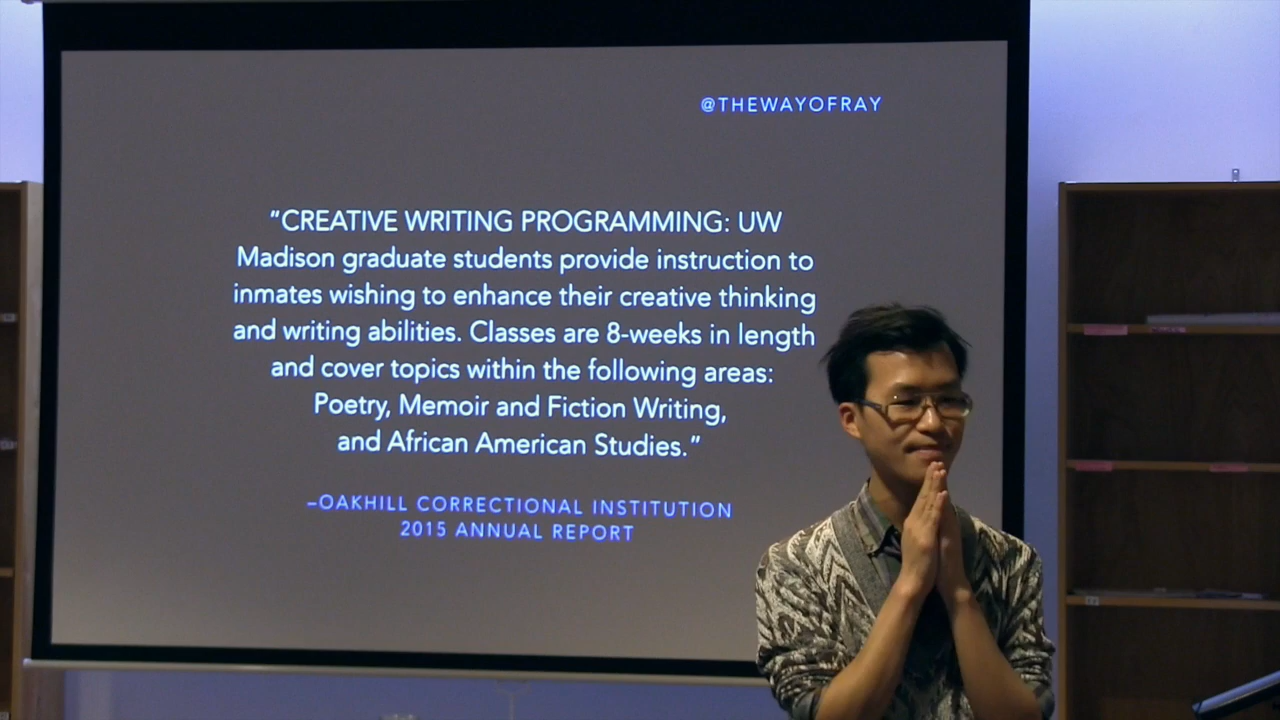 @THEWAYOFRAY
"CREATIVE WRITING PROGRAMMING: UW
Madison graduate students provide instruction to
inmates wishing to enhance their creative thinking
and writing abilities. Classes are 8-weeks in length
and cover topics within the following areas:
Poetry, Memoir and Fiction Writing,
and African American Studies."
–OAKHILL CORRECTIONAL INSTITUTION
2015 ANNUAL REPORT